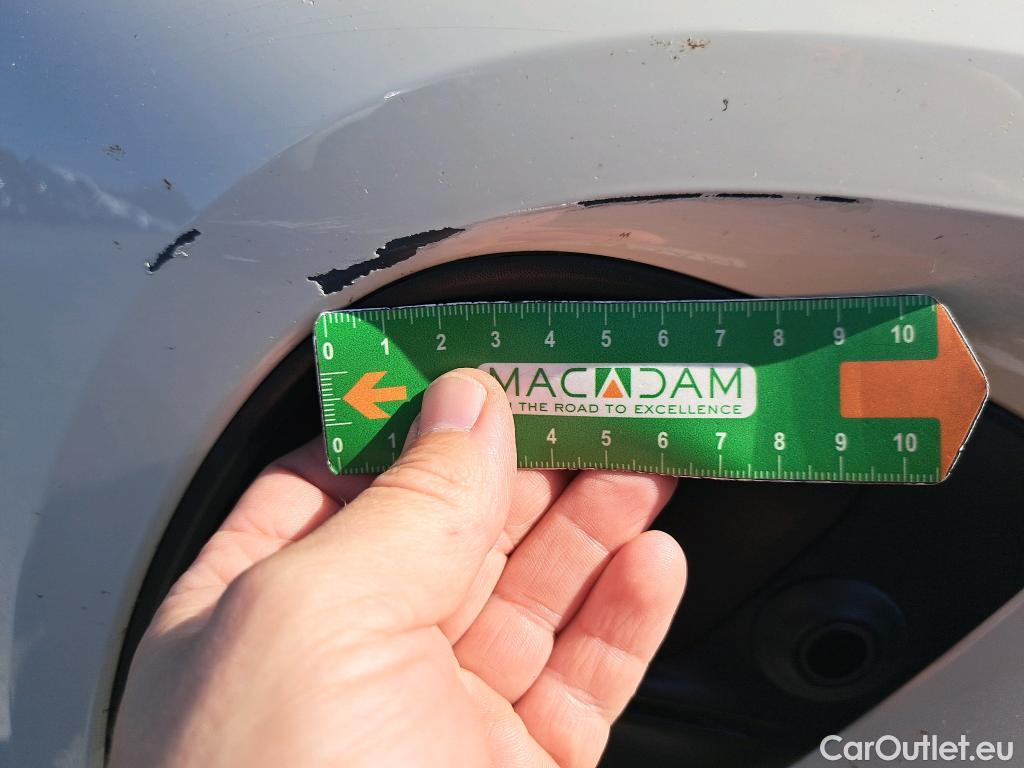 0 1 2 3 4 5 6 7 8 9 10
MACADAM
THE ROAD TO EXCELLENCE
0 1 4 5 6 7 8 9 10
CarOutlet.eu